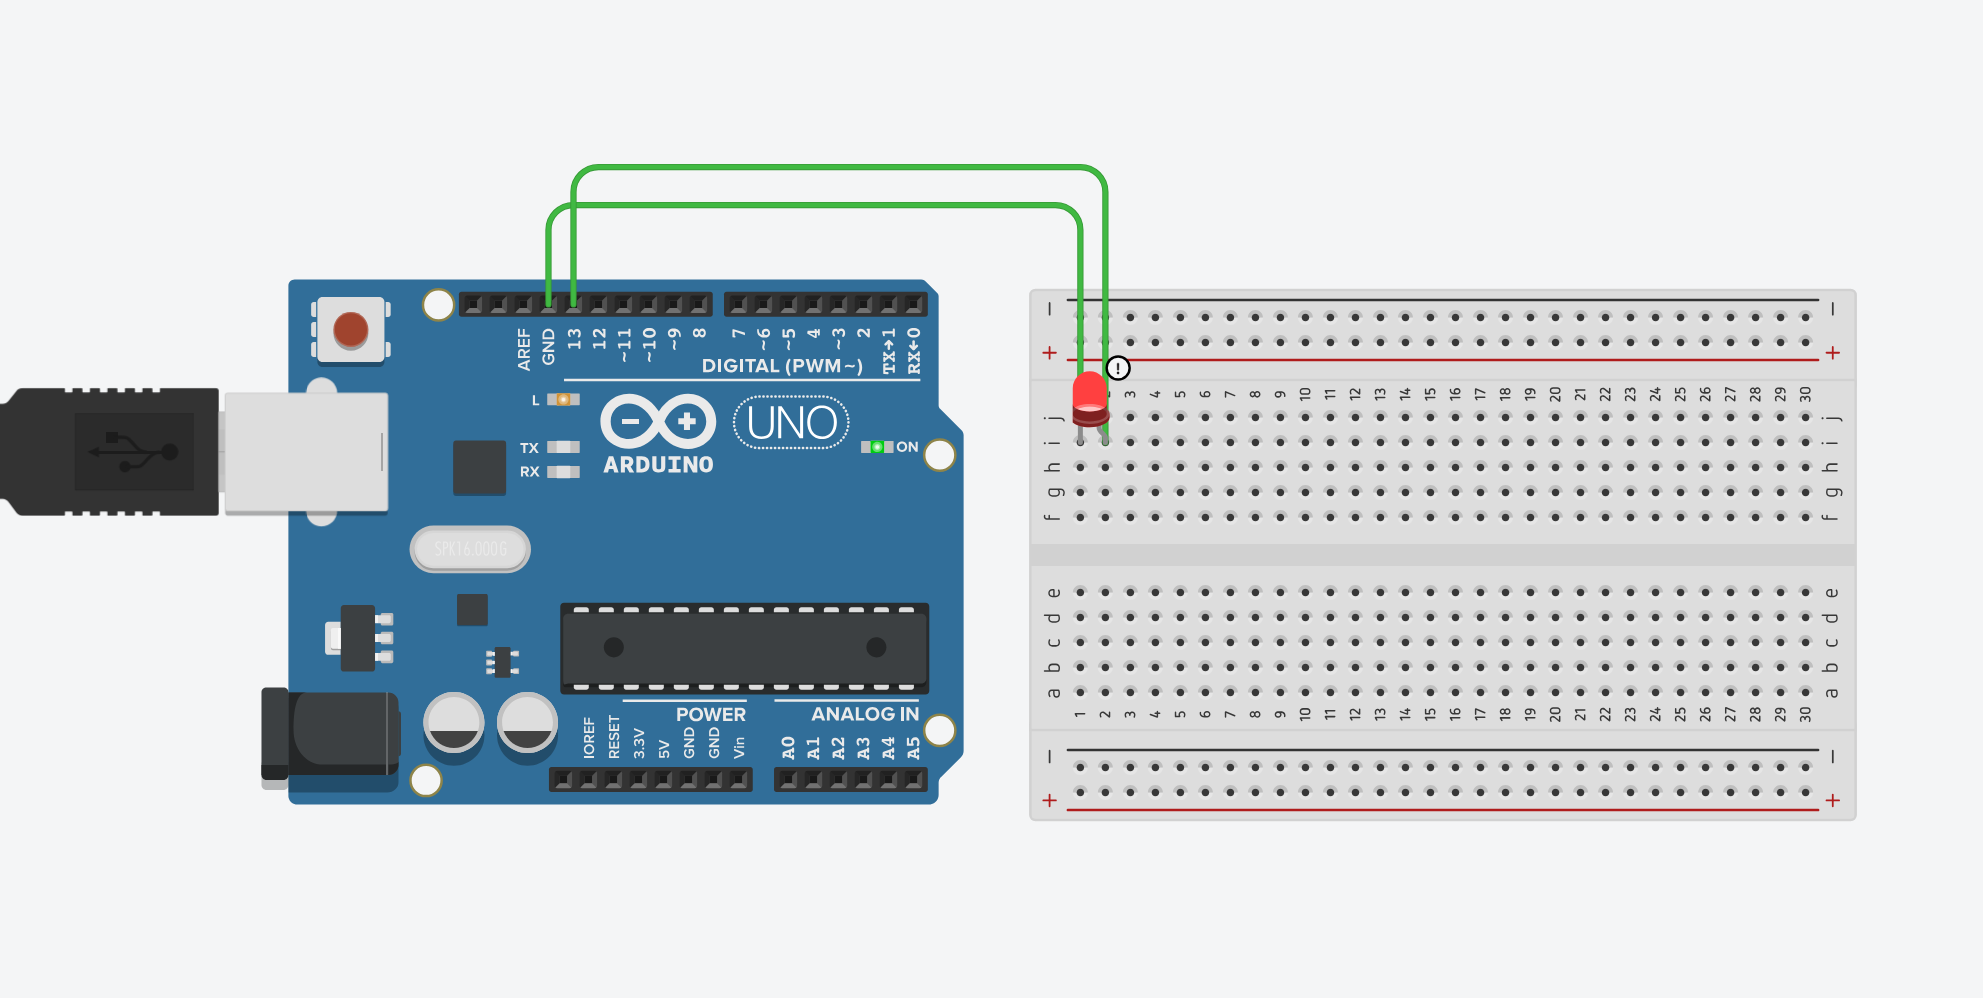 AREF
GND
13
12
~11
~10
~9
8
7
~6
~5
4
~3
2
TX→1
RX←0
DIGITAL (PWM~)
L
TX
RX
ARDUINO
UNO
ON
SPK16.000G
IOREF
RESET
3.3V
5V
GND
GND
Vin
POWER
ANALOG IN
A0
A1
A2
A3
A4
A5
!
− −
+ +
3 4 5 6 7 8 9 10 11 12 13 14 15 16 17 18 19 20 21 22 23 24 25 26 27 28 29 30
j j
i i
h h
g g
f f
e e
d d
c c
b b
a a
1 2 3 4 5 6 7 8 9 10 11 12 13 14 15 16 17 18 19 20 21 22 23 24 25 26 27 28 29 30
− −
+ +